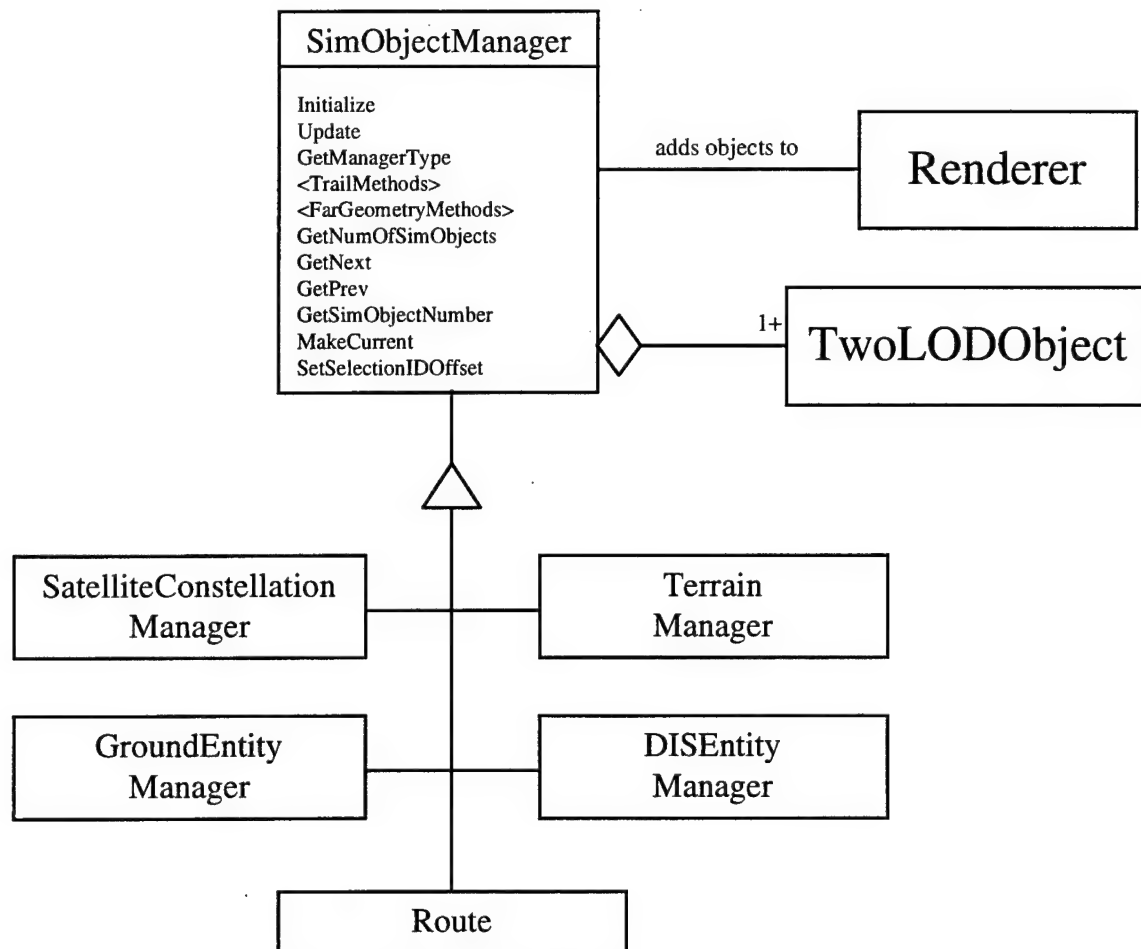 SimObjectManager
Initialize
Update
GetManagerType
<TrailMethods>
<FarGeometryMethods>
GetNumOfSimObjects
GetNext
GetPrev
GetSimObjectNumber
MakeCurrent
SetSelectionIDOffset
adds objects to
Renderer
1+
TwoLODObject
SatelliteConstellation
Manager
Terrain
Manager
GroundEntity
Manager
DISEntity
Manager
Route